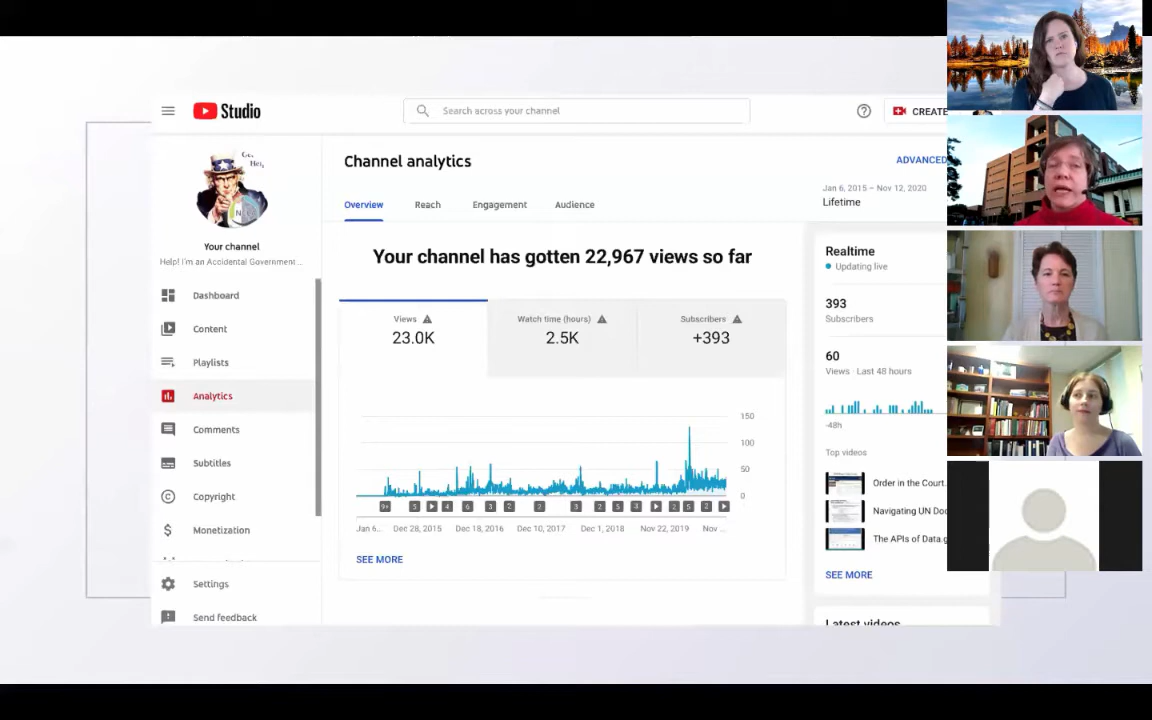 Studio
Search across your channel
CREATE
Channel analytics
ADVANCED
Jan 6, 2015 – Nov 12, 2020
Lifetime
Overview
Reach
Engagement
Audience
Your channel
Help! I'm an Accidental Government...
Dashboard
Content
Playlists
Analytics
Comments
Subtitles
Copyright
Monetization
Settings
Send feedback
Your channel has gotten 22,967 views so far
Views
23.0K
Watch time (hours)
2.5K
Subscribers
+393
150
100
50
0
Jan 6...
Dec 28, 2015
Dec 18, 2016
Dec 10, 2017
Dec 1, 2018
Nov 22, 2019
Nov ...
SEE MORE
Realtime
Updating live
393
Subscribers
60
Views · Last 48 hours
-48h
Top videos
Order in the Court.
Navigating UN Doc
The APIs of Data.g
SEE MORE
Latest videos